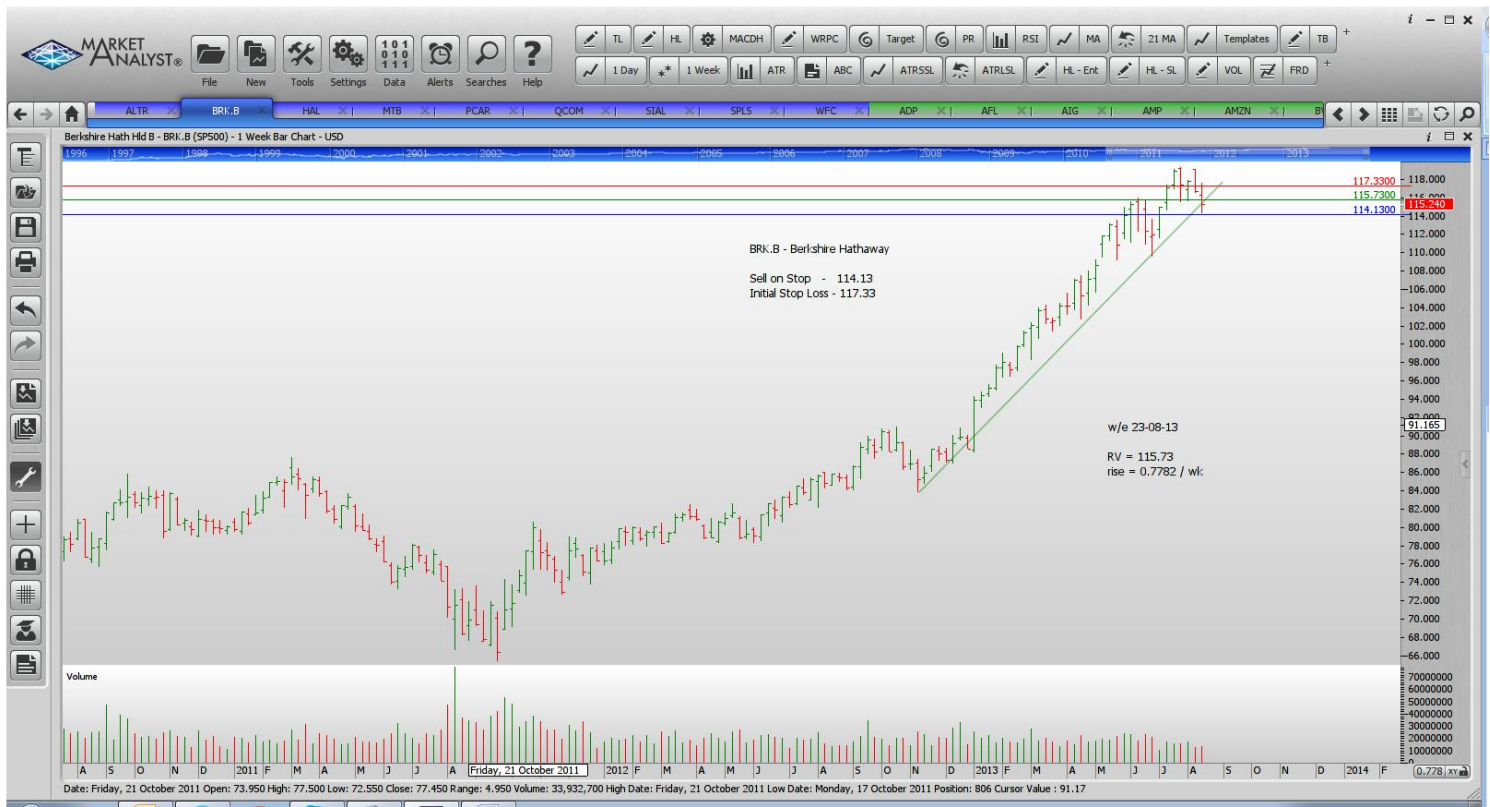 MARKET
ANALYST®
File New Tools Settings Data Alerts Searches Help
TL HL MACDH WRPC Target PR RSI MA 21 MA Templates TB +
1 Day 1 Week ATR ABC ATRSSL ATRLSL HL - Ent HL - SL VOL FRD +
ALTR BRK.B HAL MTB PCAR QCOM SIAL SPLS WFC ADP AFL AIG AMP AMZN
Berkshire Hath Hld B - BRK.B (SP500) - 1 Week Bar Chart - USD
1996 1997 1998 1999 2000 2001 2002 2003 2004 2005 2006 2007 2008 2009 2010 2011 2012 2013
117.3300
115.7300
114.1300
118.000
116.000
115.240
114.000
112.000
110.000
108.000
106.000
104.000
102.000
100.000
98.000
96.000
94.000
92.000
91.165
90.000
88.000
86.000
84.000
82.000
80.000
78.000
76.000
74.000
72.000
70.000
68.000
66.000
BRK.B - Berkshire Hathaway
Sell on Stop - 114.13
Initial Stop Loss - 117.33
w/e 23-08-13
RV = 115.73
rise = 0.7782 / wk
Volume
70000000
60000000
50000000
40000000
30000000
20000000
10000000
A S O N D 2011 F M A M J J A Friday, 21 October 2011 2012 F M A M J J A S O N D 2013 F M A M J J A S O N D 2014 F 0.778 XY
Date: Friday, 21 October 2011 Open: 73.950 High: 77.500 Low: 72.550 Close: 77.450 Range: 4.950 Volume: 33,932,700 High Date: Friday, 21 October 2011 Low Date: Monday, 17 October 2011 Position: 806 Cursor Value : 91.17